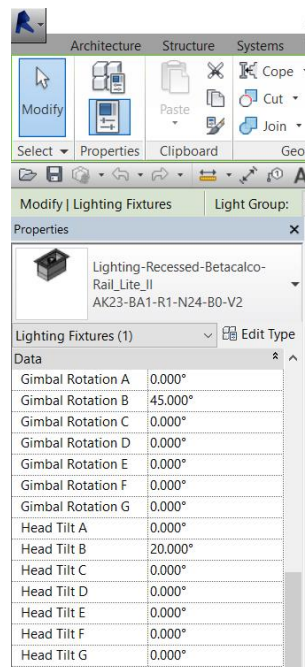 Architecture Structure Systems
Modify
Paste
Cope
Cut
Join
Select Properties Clipboard Geo
A
Modify | Lighting Fixtures Light Group:
Properties
Lighting-Recessed-Betacalco-
Rail_Lite_II
AK23-BA1-R1-N24-B0-V2
Lighting Fixtures (1) Edit Type
Data
Gimbal Rotation A 0.000°
Gimbal Rotation B 45.000°
Gimbal Rotation C 0.000°
Gimbal Rotation D 0.000°
Gimbal Rotation E 0.000°
Gimbal Rotation F 0.000°
Gimbal Rotation G 0.000°
Head Tilt A 0.000°
Head Tilt B 20.000°
Head Tilt C 0.000°
Head Tilt D 0.000°
Head Tilt E 0.000°
Head Tilt F 0.000°
Head Tilt G 0.000°